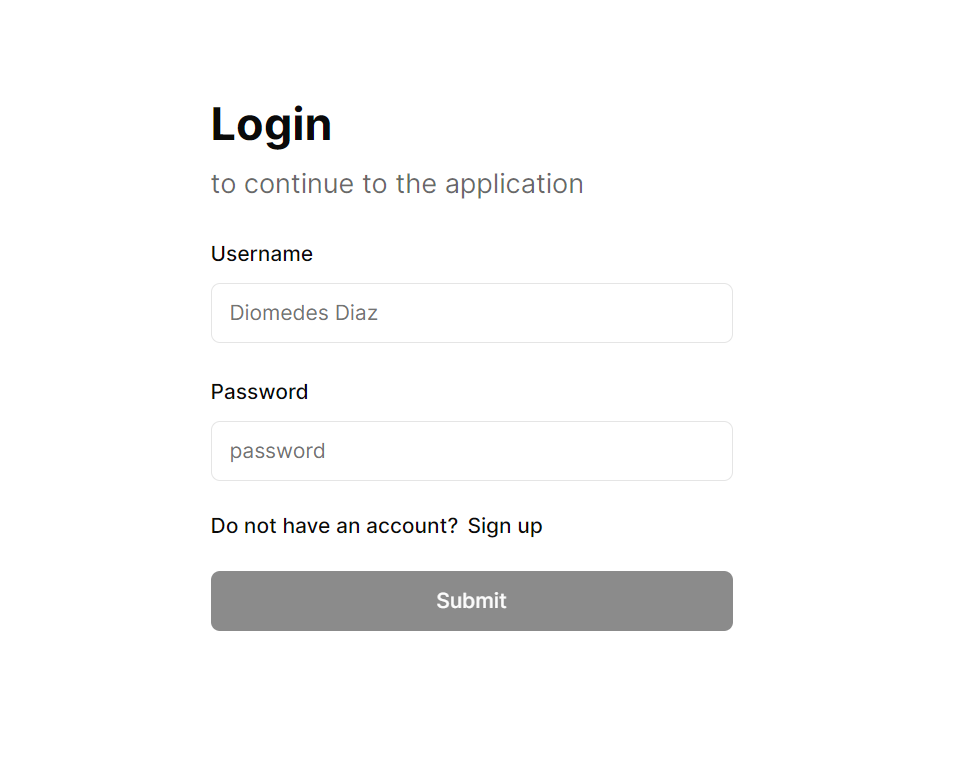 Login
to continue to the application
Username
Diomedes Diaz
Password
password
Do not have an account? Sign up
Submit